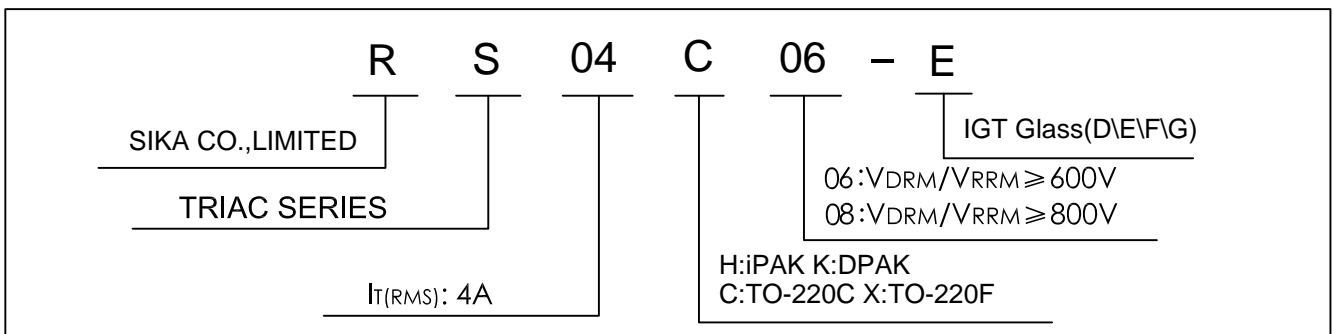 R S 04 C 06 - E
SIKA CO.,LIMITED
IGT Glass(D\E\F\G)
06:VDRM/VRRM≥600V
TRIAC SERIES
08:VDRM/VRRM≥800V
H:iPAK K:DPAK
IT(RMS): 4A
C:TO-220C X:TO-220F